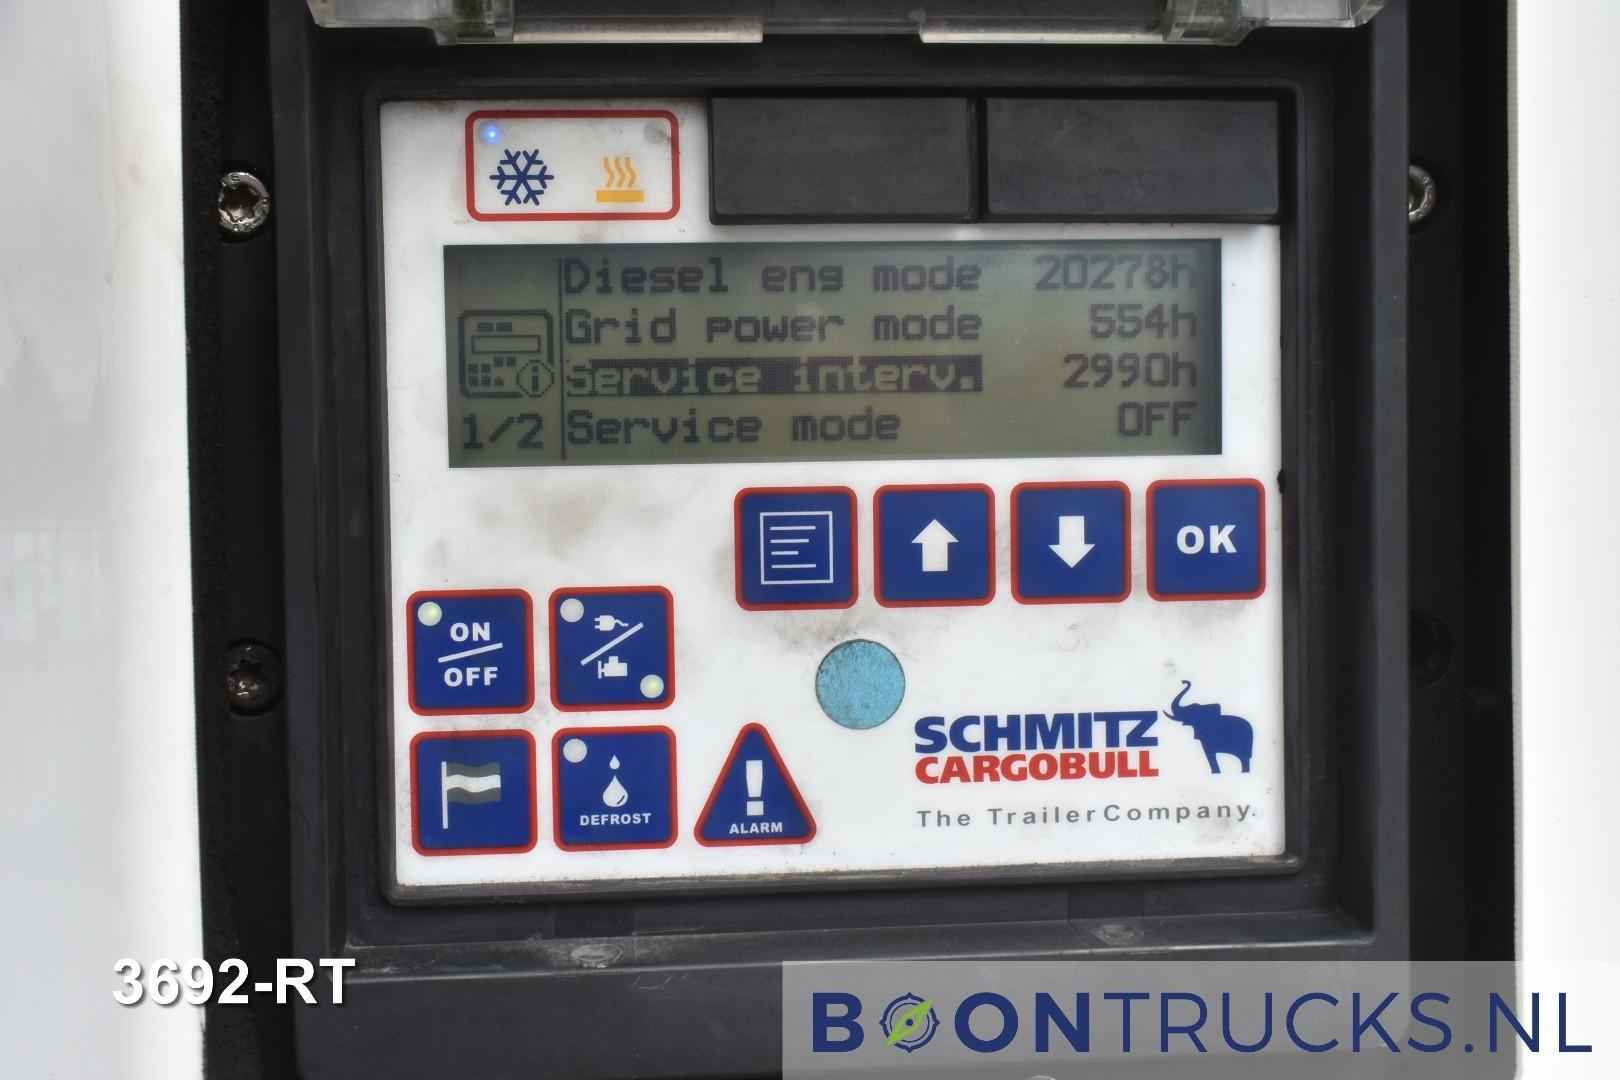 Diesel eng mode 20278h
Grid power mode 554h
Service interv. 2990h
1/2 Service mode OFF
OK
ON
OFF
DEFROST
ALARM
SCHMITZ
CARGOBULL
The TrailerCompany.
3692-RT
BOONTRUCKS.NL